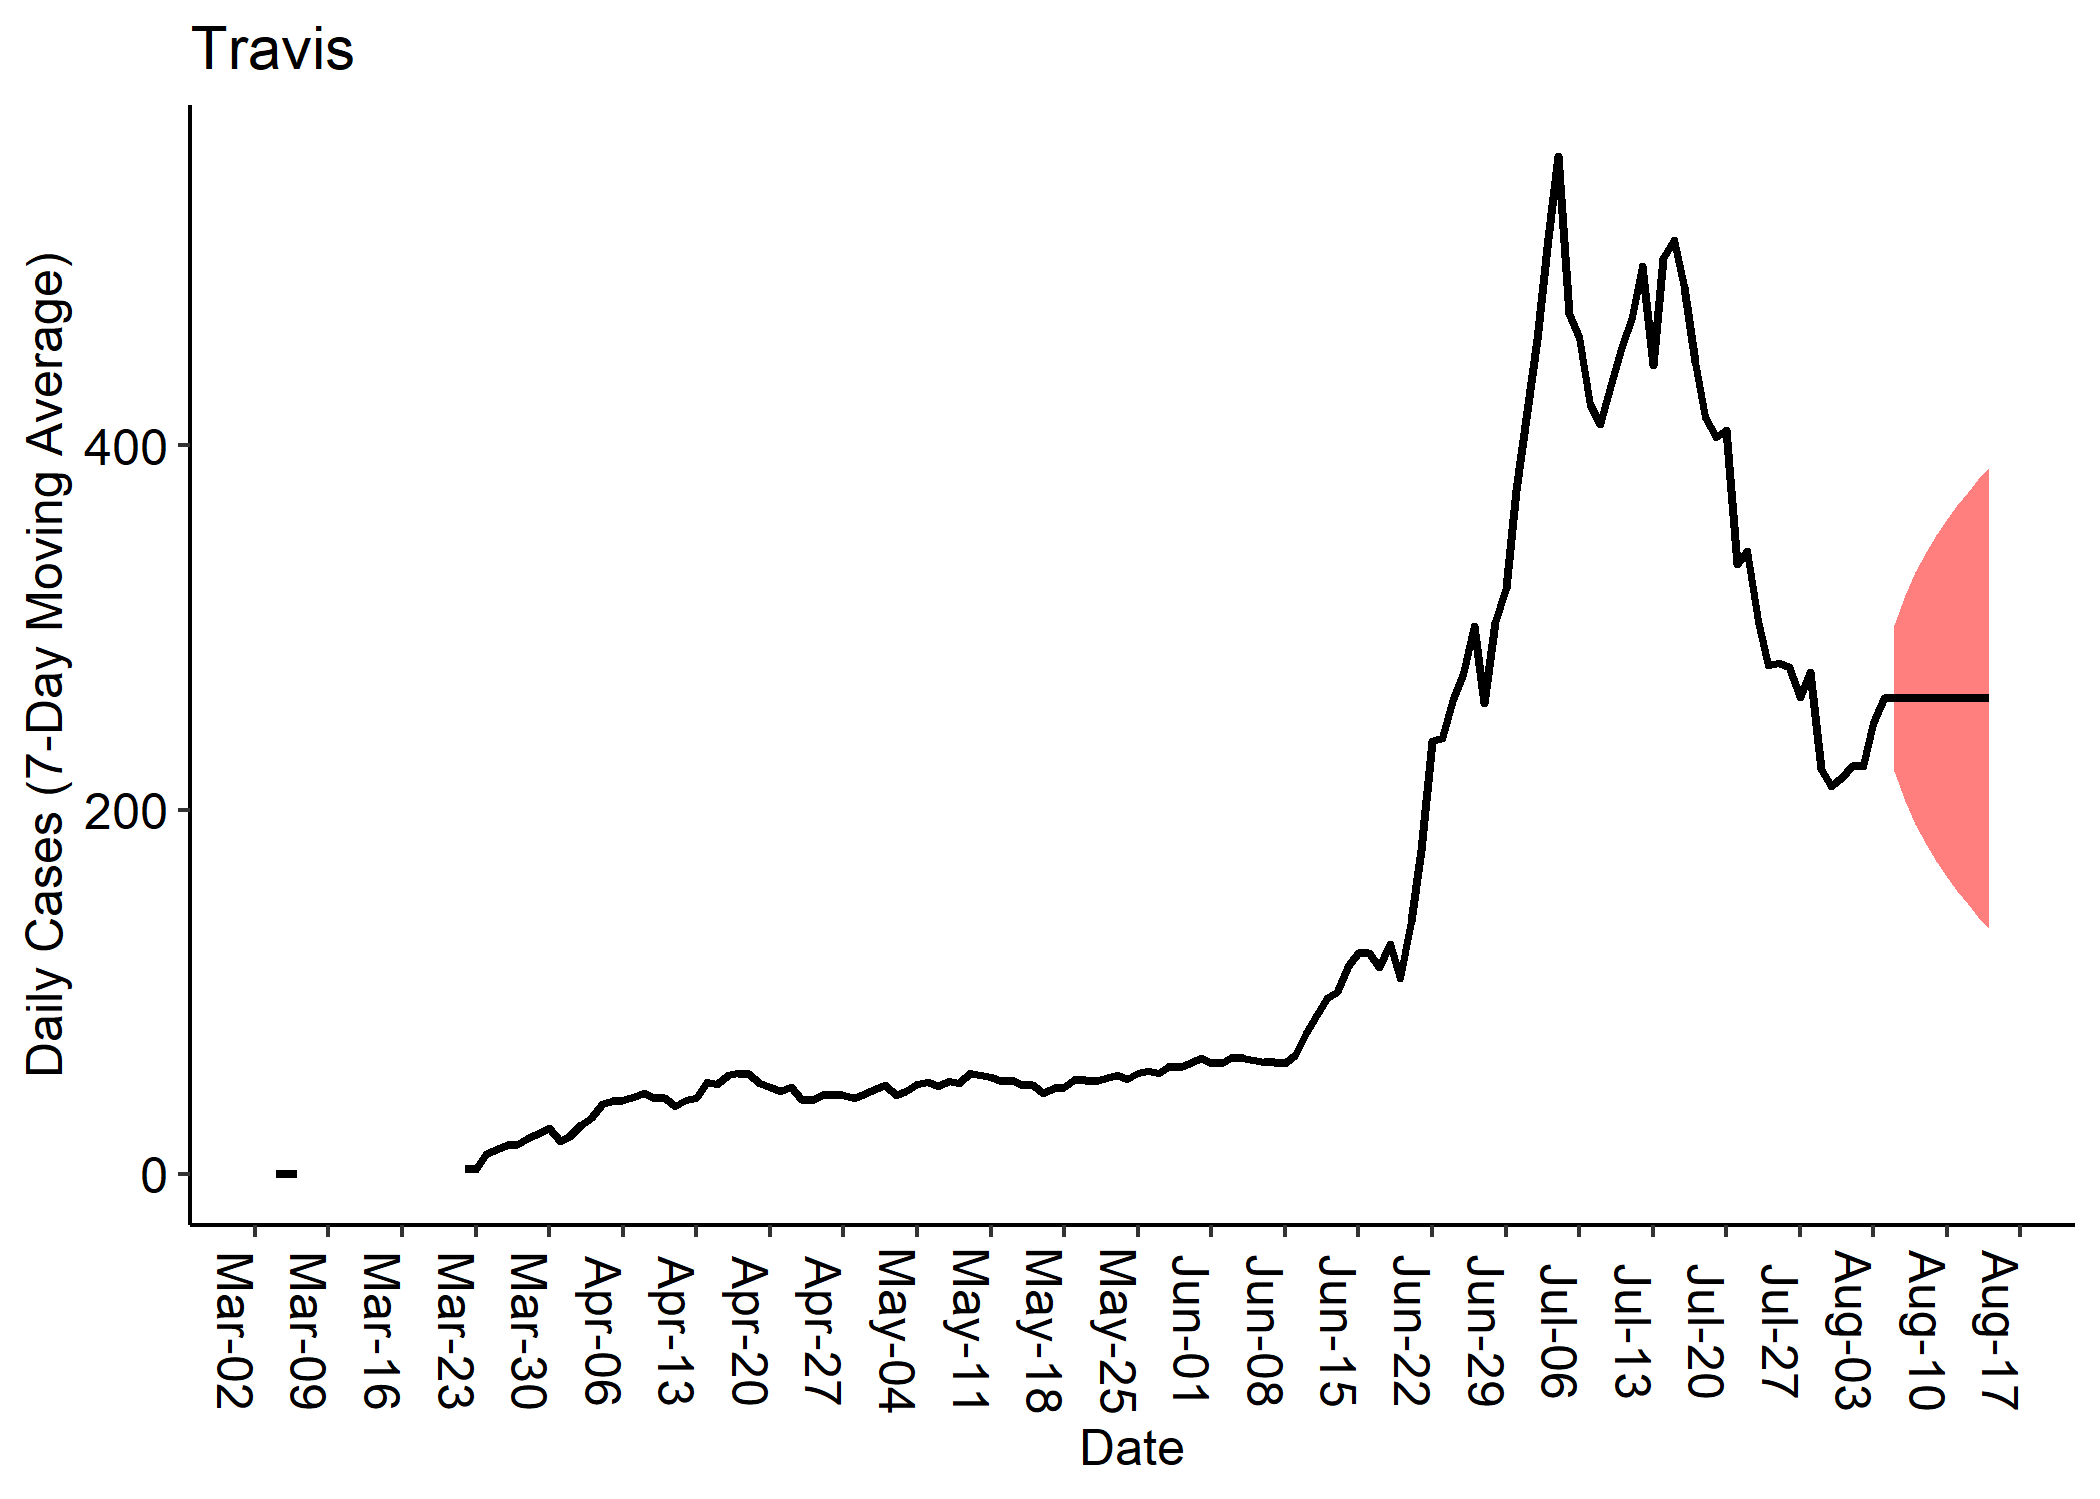 Travis
Daily Cases (7-Day Moving Average)
400
200
0
Mar-02
Mar-09
Mar-16
Mar-23
Mar-30
Apr-06
Apr-13
Apr-20
Apr-27
May-04
May-11
May-18
May-25
Jun-01
Jun-08
Jun-15
Jun-22
Jun-29
Jul-06
Jul-13
Jul-20
Jul-27
Aug-03
Aug-10
Aug-17
Date